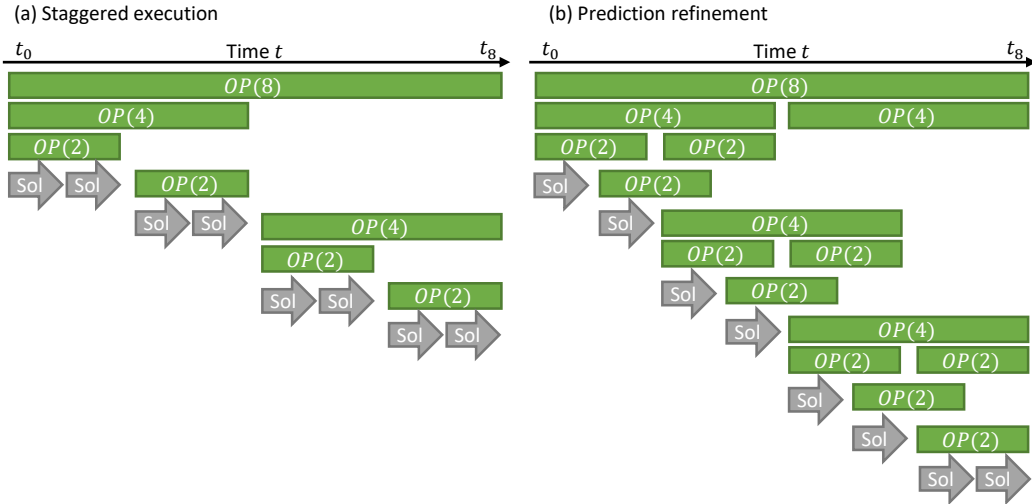 (a) Staggered execution
t₀ Time t t₈
OP(8)
OP(4)
OP(2)
Sol Sol OP(2)
Sol Sol OP(4)
OP(2)
Sol Sol OP(2)
Sol Sol
(b) Prediction refinement
t₀ Time t t₈
OP(8)
OP(4) OP(4)
OP(2) OP(2)
Sol OP(2)
Sol OP(4)
OP(2) OP(2)
Sol OP(2)
Sol OP(4)
OP(2) OP(2)
Sol OP(2)
Sol OP(2)
Sol Sol